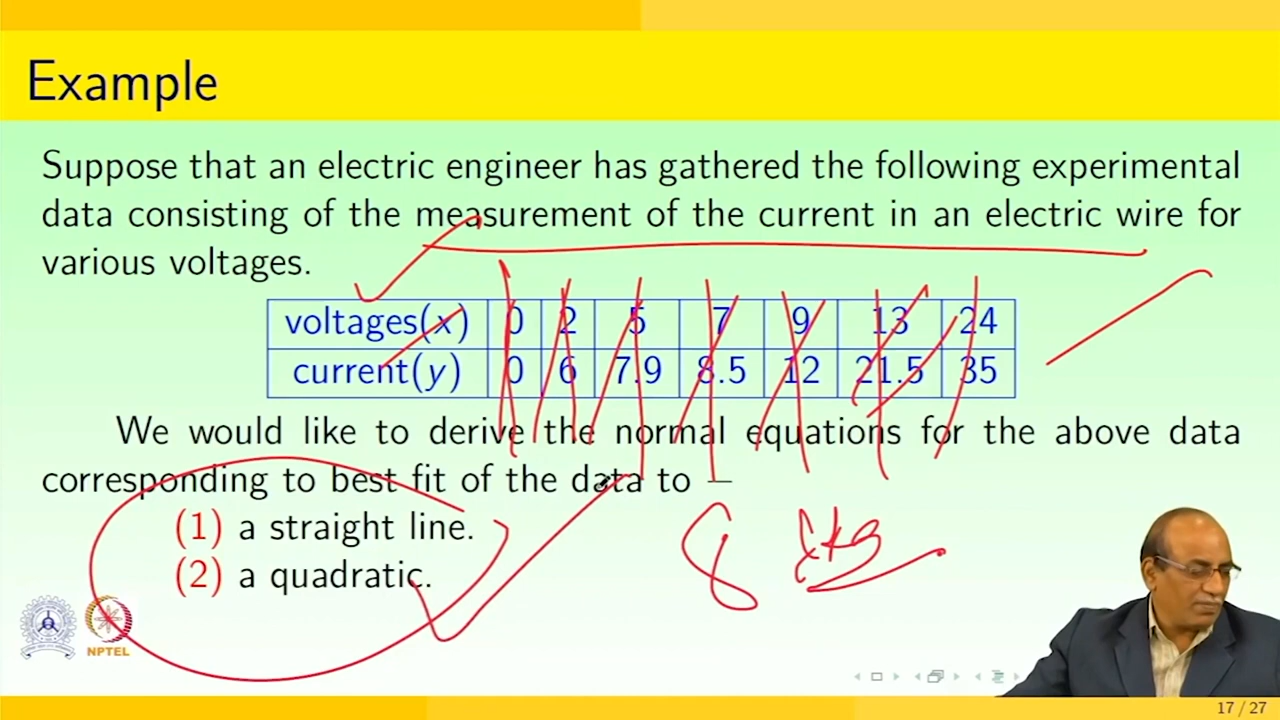 Example
Suppose that an electric engineer has gathered the following experimental
data consisting of the measurement of the current in an electric wire for
various voltages.
voltages(x) 0 2 5 7 9 13 24
current(y) 0 6 7.9 8.5 12 21.5 35
We would like to derive the normal equations for the above data
corresponding to best fit of the data to –
(1) a straight line.
(2) a quadratic.
8
NPTEL
17 / 27